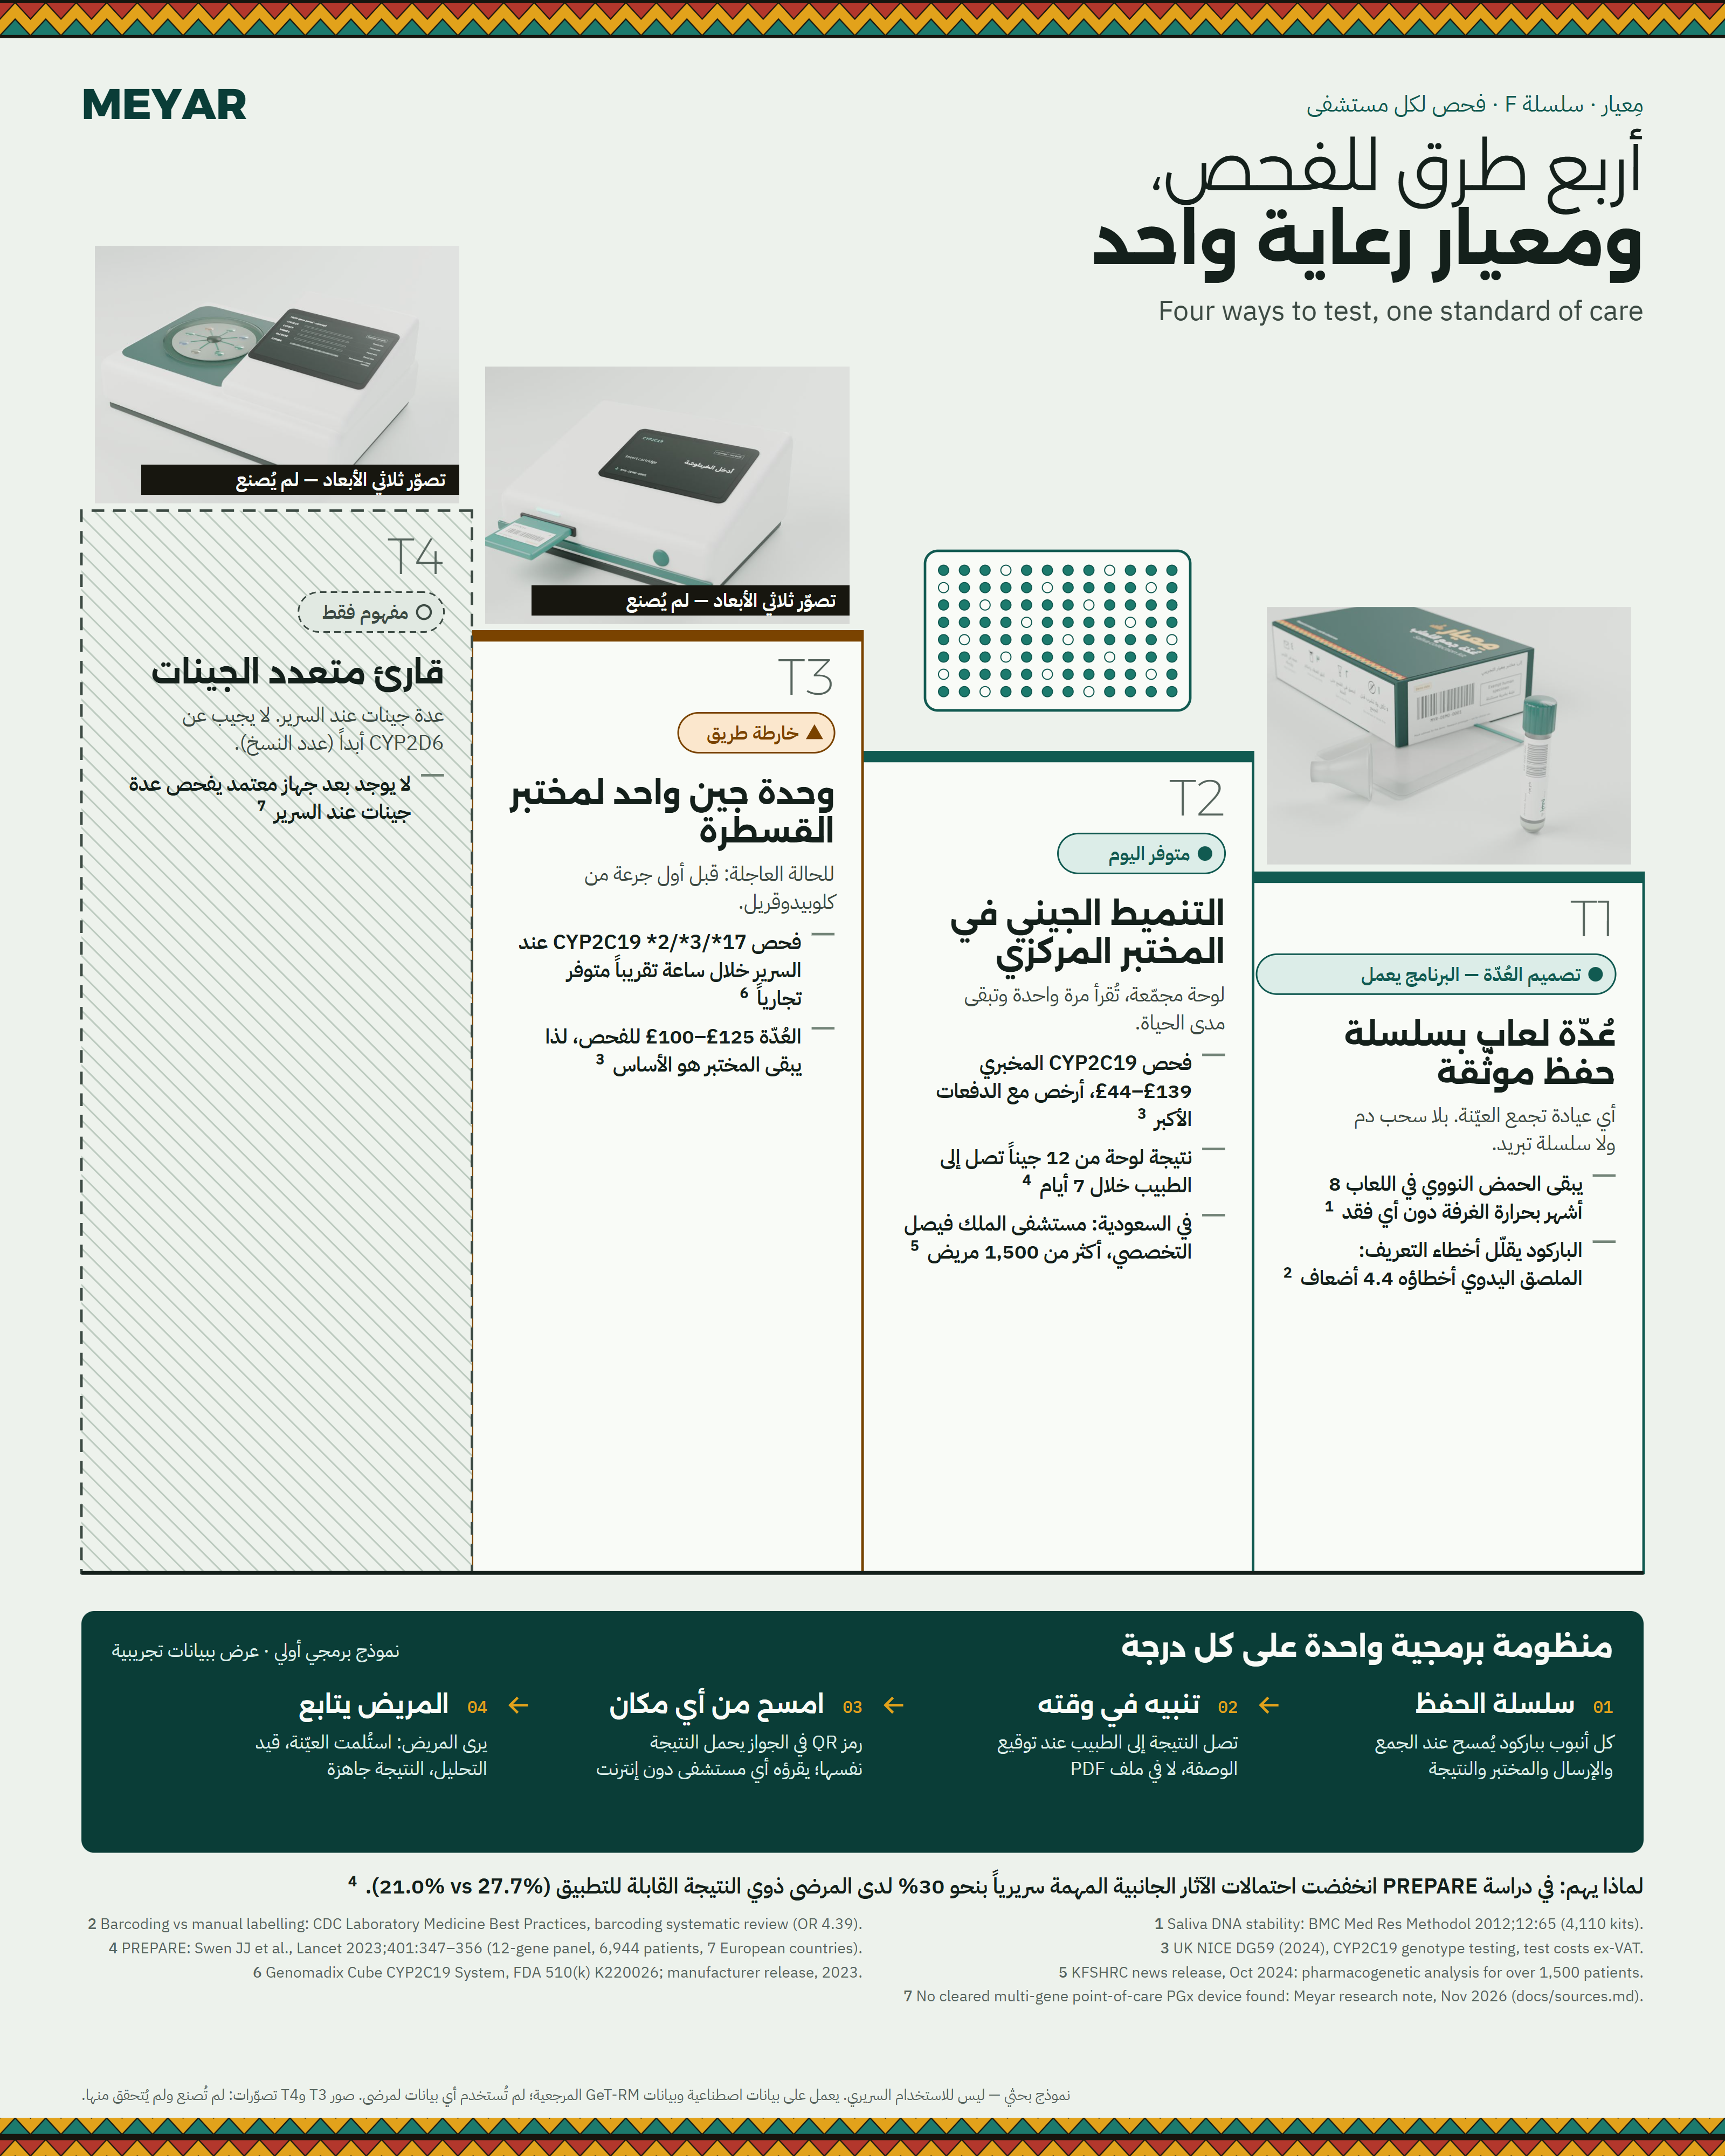 مِعيار · سلسلة F · فحص لكل مستشفى
MEYAR
أربع طرق للفحص،
ومعيار رعاية واحد
Four ways to test, one standard of care
T1
تصميم العُدّة — البرنامج يعمل
عُدّة لعاب بسلسلة
حفظ موثّقة
أي عيادة تجمع العيّنة. بلا سحب دم
ولا سلسلة تبريد.
يبقى الحمض النووي في اللعاب 8
أشهر بحرارة الغرفة دون أي فقد 1
الباركود يقلّل أخطاء التعريف:
الملصق اليدوي أخطاؤه 4.4 أضعاف 2
T2
متوفر اليوم
التنميط الجيني في
المختبر المركزي
لوحة مجمّعة، تُقرأ مرة واحدة وتبقى
مدى الحياة.
فحص CYP2C19 المخبري
£44–£139، أرخص مع الدفعات
الأكبر 3
نتيجة لوحة من 12 جيناً تصل إلى
الطبيب خلال 7 أيام 4
في السعودية: مستشفى الملك فيصل
التخصصي، أكثر من 1,500 مريض 5
تصوّر ثلاثي الأبعاد — لم يُصنع
T3
خارطة طريق
وحدة جين واحد لمختبر
القسطرة
للحالة العاجلة: قبل أول جرعة من
كلوبيدوقريل.
فحص CYP2C19 *2/*3/*17 عند
السرير خلال ساعة تقريباً متوفر
تجارياً 6
العُدّة £100–£125 للفحص، لذا
يبقى المختبر هو الأساس 3
تصوّر ثلاثي الأبعاد — لم يُصنع
T4
مفهوم فقط
قارئ متعدد الجينات
عدة جينات عند السرير. لا يجيب عن
CYP2D6 أبداً (عدد النسخ).
لا يوجد بعد جهاز معتمد يفحص عدة
جينات عند السرير 7
منظومة برمجية واحدة على كل درجة
نموذج برمجي أولي · عرض ببيانات تجريبية
01 سلسلة الحفظ
كل أنبوب بباركود يُمسح عند الجمع
والإرسال والمختبر والنتيجة
← 02 تنبيه في وقته
تصل النتيجة إلى الطبيب عند توقيع
الوصفة، لا في ملف PDF
← 03 امسح من أي مكان
رمز QR في الجواز يحمل النتيجة
نفسها؛ يقرؤه أي مستشفى دون إنترنت
← 04 المريض يتابع
يرى المريض: استُلمت العيّنة، قيد
التحليل، النتيجة جاهزة
لماذا يهم: في دراسة PREPARE انخفضت احتمالات الآثار الجانبية المهمة سريرياً بنحو 30% لدى المرضى ذوي النتيجة القابلة للتطبيق (21.0% vs 27.7%). 4
1 Saliva DNA stability: BMC Med Res Methodol 2012;12:65 (4,110 kits).
2 Barcoding vs manual labelling: CDC Laboratory Medicine Best Practices, barcoding systematic review (OR 4.39).
3 UK NICE DG59 (2024), CYP2C19 genotype testing, test costs ex-VAT.
4 PREPARE: Swen JJ et al., Lancet 2023;401:347–356 (12-gene panel, 6,944 patients, 7 European countries).
5 KFSHRC news release, Oct 2024: pharmacogenetic analysis for over 1,500 patients.
6 Genomadix Cube CYP2C19 System, FDA 510(k) K220026; manufacturer release, 2023.
7 No cleared multi-gene point-of-care PGx device found: Meyar research note, Nov 2026 (docs/sources.md).
نموذج بحثي — ليس للاستخدام السريري. يعمل على بيانات اصطناعية وبيانات GeT-RM المرجعية؛ لم تُستخدم أي بيانات لمرضى. صور T3 وT4 تصوّرات: لم تُصنع ولم يُتحقق منها.